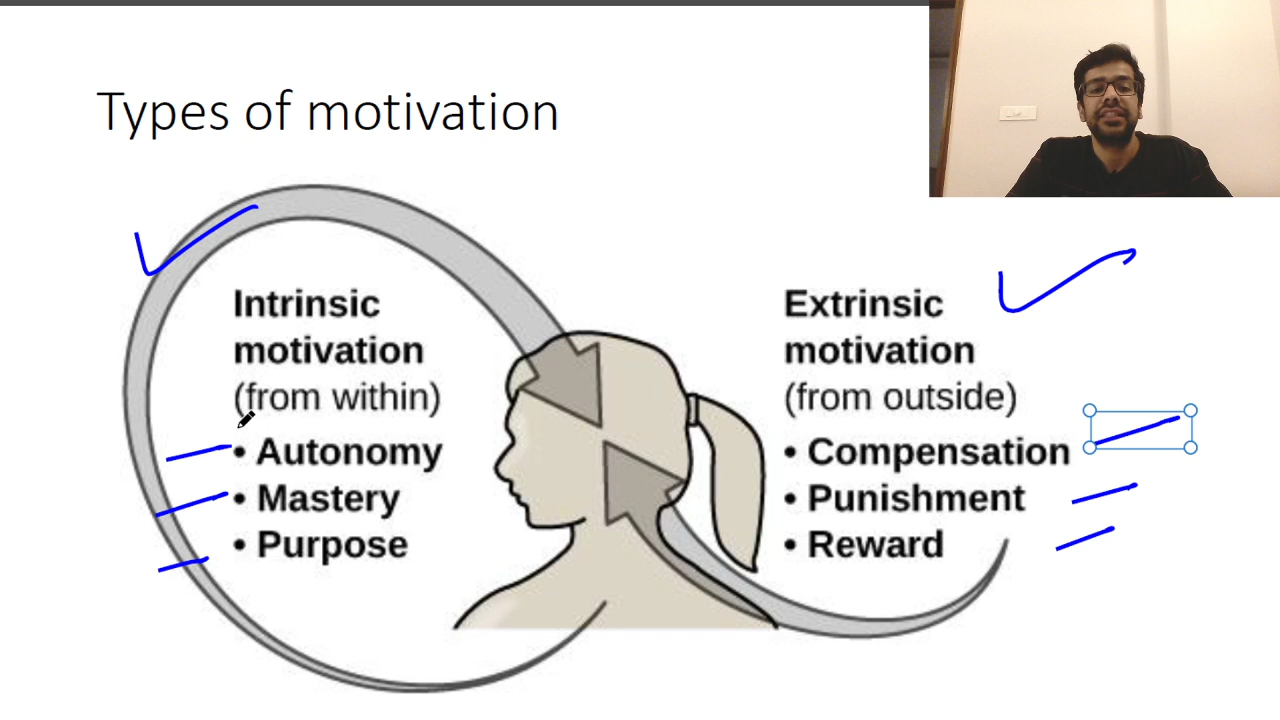 Types of motivation
Intrinsic
motivation
(from within)
• Autonomy
• Mastery
• Purpose
Extrinsic
motivation
(from outside)
• Compensation
• Punishment
• Reward